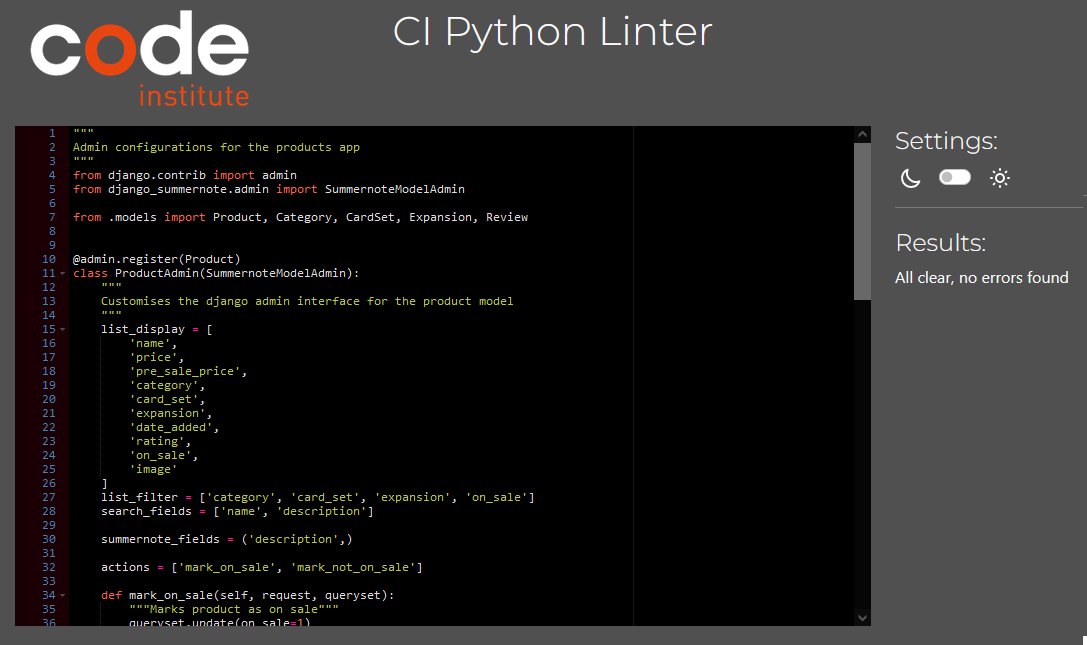 code
institute
CI Python Linter
1 """
2 Admin configurations for the products app
3 """
4 from django.contrib import admin
5 from django_summernote.admin import SummernoteModelAdmin
6
7 from .models import Product, Category, CardSet, Expansion, Review
8
9
10 @admin.register(Product)
11 class ProductAdmin(SummernoteModelAdmin):
12     """
13     Customises the django admin interface for the product model
14     """
15     list_display = [
16         'name',
17         'price',
18         'pre_sale_price',
19         'category',
20         'card_set',
21         'expansion',
22         'date_added',
23         'rating',
24         'on_sale',
25         'image'
26     ]
27     list_filter = ['category', 'card_set', 'expansion', 'on_sale']
28     search_fields = ['name', 'description']
29
30     summernote_fields = ('description',)
31
32     actions = ['mark_on_sale', 'mark_not_on_sale']
33
34     def mark_on_sale(self, request, queryset):
35         """Marks product as on sale"""
36         queryset.update(on_sale=1)
Settings:
Results:
All clear, no errors found